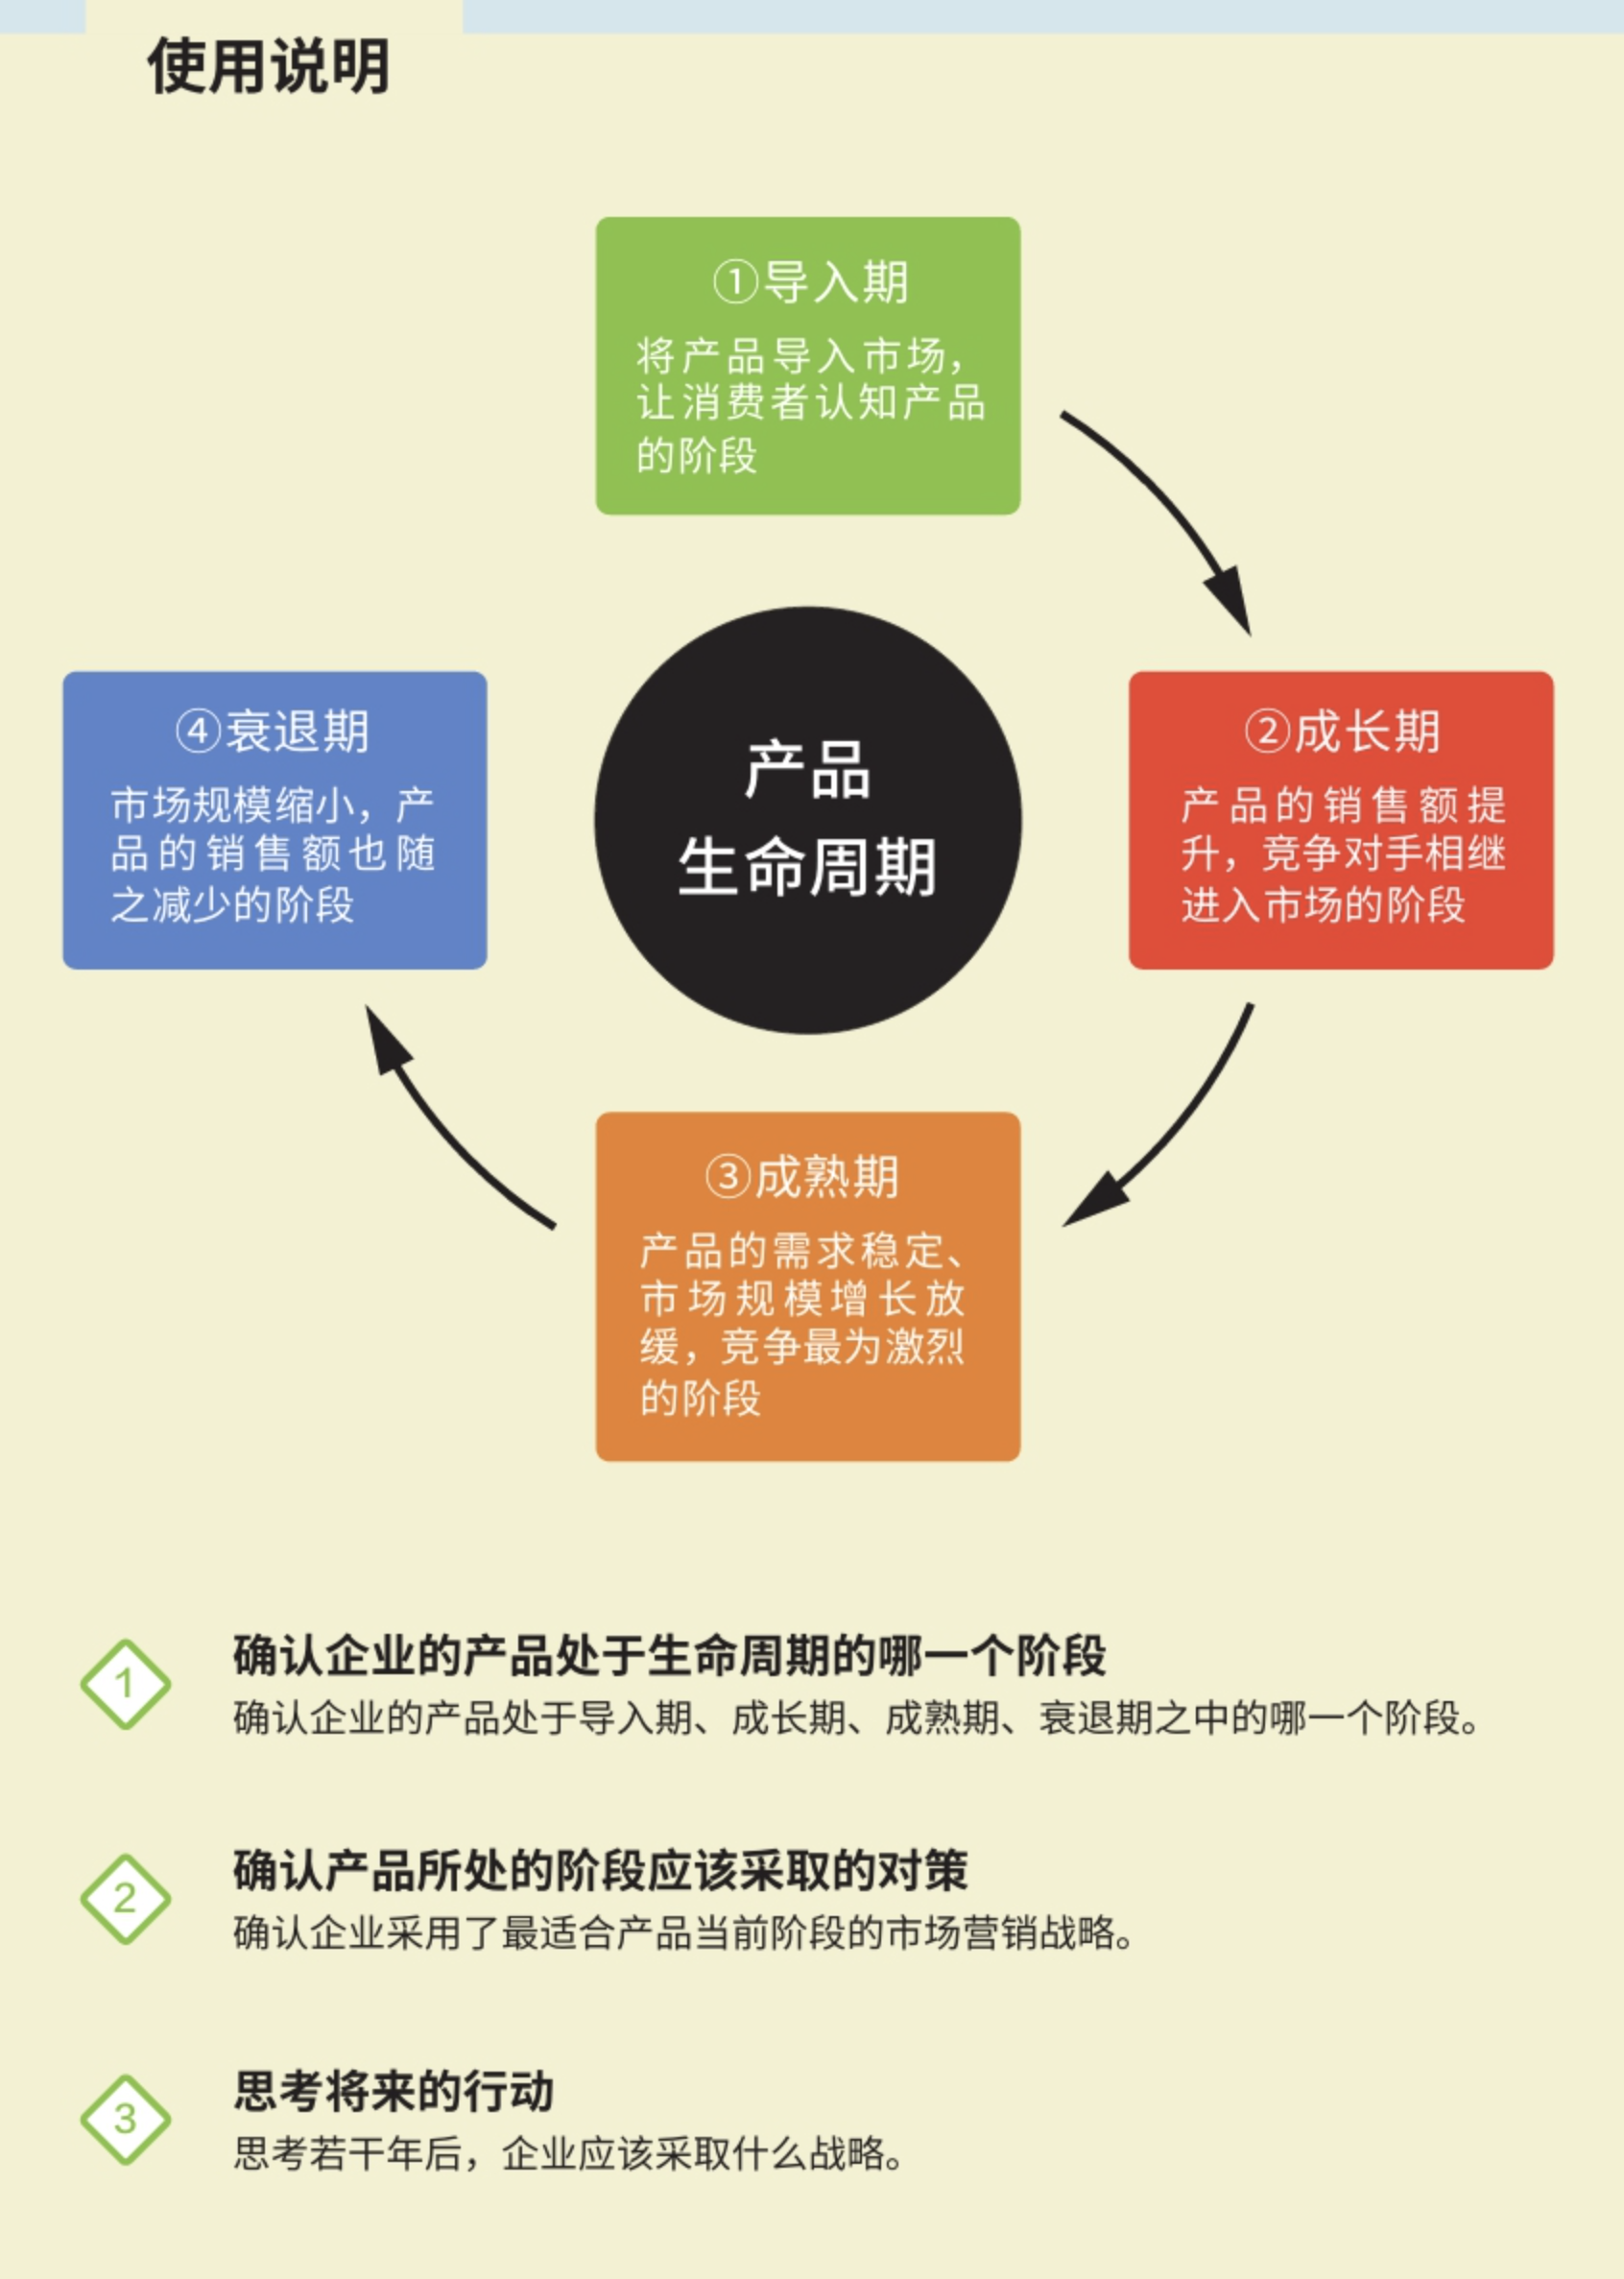 使用说明
①导入期
将产品导入市场，
让消费者认知产品
的阶段
②成长期
产品的销售额提
升，竞争对手相继
进入市场的阶段
产品
生命周期
④衰退期
市场规模缩小，产
品的销售额也随
之减少的阶段
③成熟期
产品的需求稳定、
市场规模增长放
缓，竞争最为激烈
的阶段
1
确认企业的产品处于生命周期的哪一个阶段
确认企业的产品处于导入期、成长期、成熟期、衰退期之中的哪一个阶段。
2
确认产品所处的阶段应该采取的对策
确认企业采用了最适合产品当前阶段的市场营销战略。
3
思考将来的行动
思考若干年后，企业应该采取什么战略。